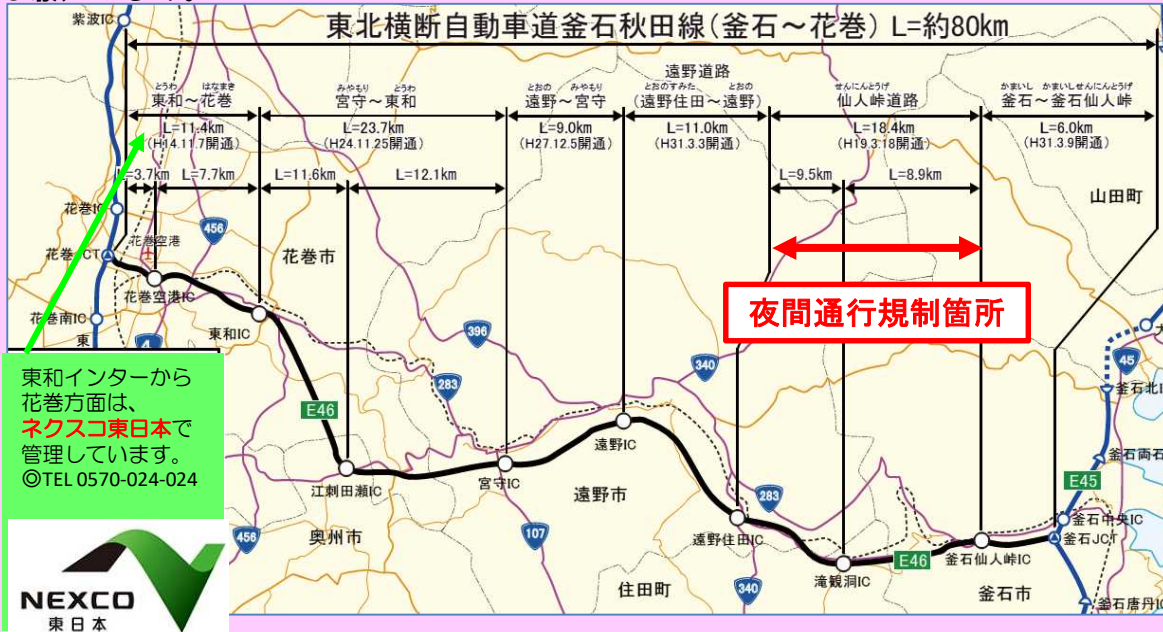 紫波IC
東北横断自動車道釜石秋田線(釜石～花巻) L=約80km
とうわ はなまき
東和～花巻
L=11.4km
(H14.11.7開通)
みやもり とうわ
宮守～東和
L=23.7km
(H24.11.25開通)
とおの みやもり
遠野～宮守
L=9.0km
(H27.12.5開通)
遠野道路
とおのすみた とおの
(遠野住田～遠野)
L=11.0km
(H31.3.3開通)
せんにんとうげ
仙人峠道路
L=18.4km
(H19.3.18開通)
かまいし かまいしせんにんとうげ
釜石～釜石仙人峠
L=6.0km
(H31.3.9開通)
L=3.7km
L=7.7km
L=11.6km
L=12.1km
L=9.5km
L=8.9km
山田町
花巻IC
456
花巻空港
花巻JCT
花巻市
花巻空港IC
夜間通行規制箇所
花巻南IC
東和IC
東
4
396
340
45
釜石北I
283
東和インターから
花巻方面は、
ネクスコ東日本で
管理しています。
◎TEL 0570-024-024
E46
遠野IC
釜石両石
江刺田瀬IC
宮守IC
遠野市
283
E45
456
奥州市
107
遠野住田IC
釜石中央IC
釜石JCT
E46
釜石仙人峠IC
滝観洞IC
住田町
340
釜石市
釜石唐丹IC
NEXCO
東日本